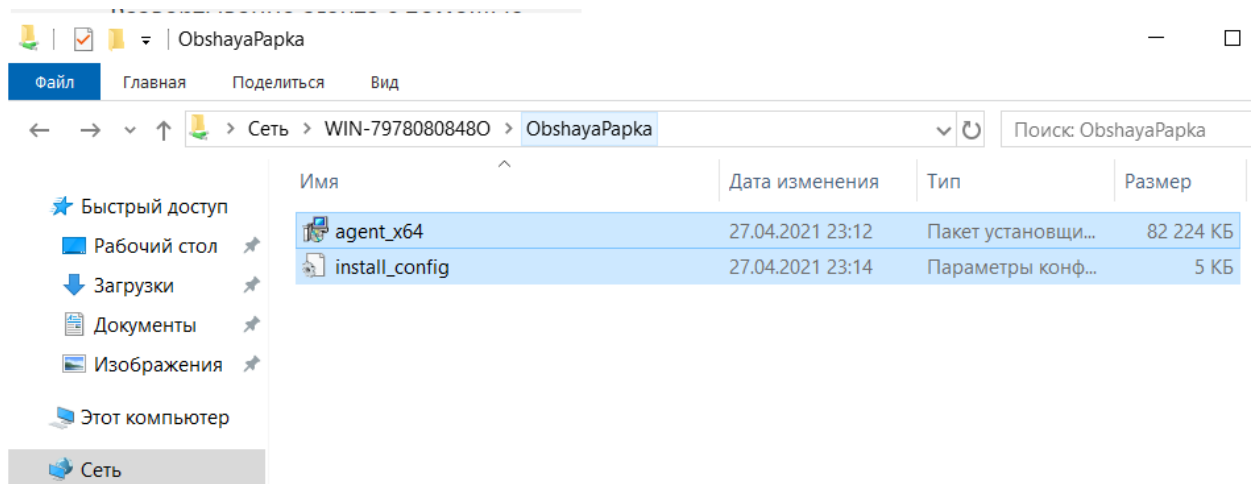 ObshayaPapka
Файл Главная Поделиться Вид
Сеть > WIN-7978080848O > ObshayaPapka Поиск: ObshayaPapka
Имя Дата изменения Тип Размер
Быстрый доступ
agent_x64 27.04.2021 23:12 Пакет установщи... 82 224 КБ
Рабочий стол
install_config 27.04.2021 23:14 Параметры конф... 5 КБ
Загрузки
Документы
Изображения
Этот компьютер
Сеть